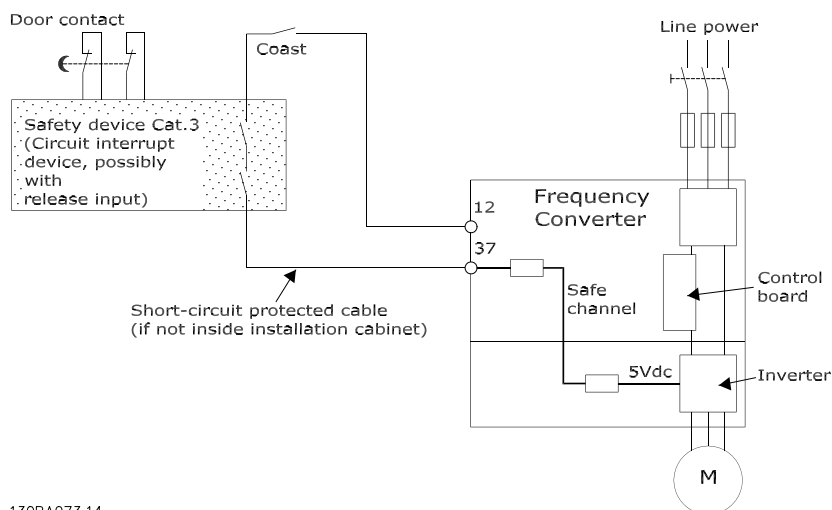 Door contact
Line power
Coast
Safety device Cat.3
(Circuit interrupt
device, possibly
with
release input)
Frequency
Converter
12
37
Safe
channel
Control
board
Short-circuit protected cable
(if not inside installation cabinet)
5Vdc
Inverter
M